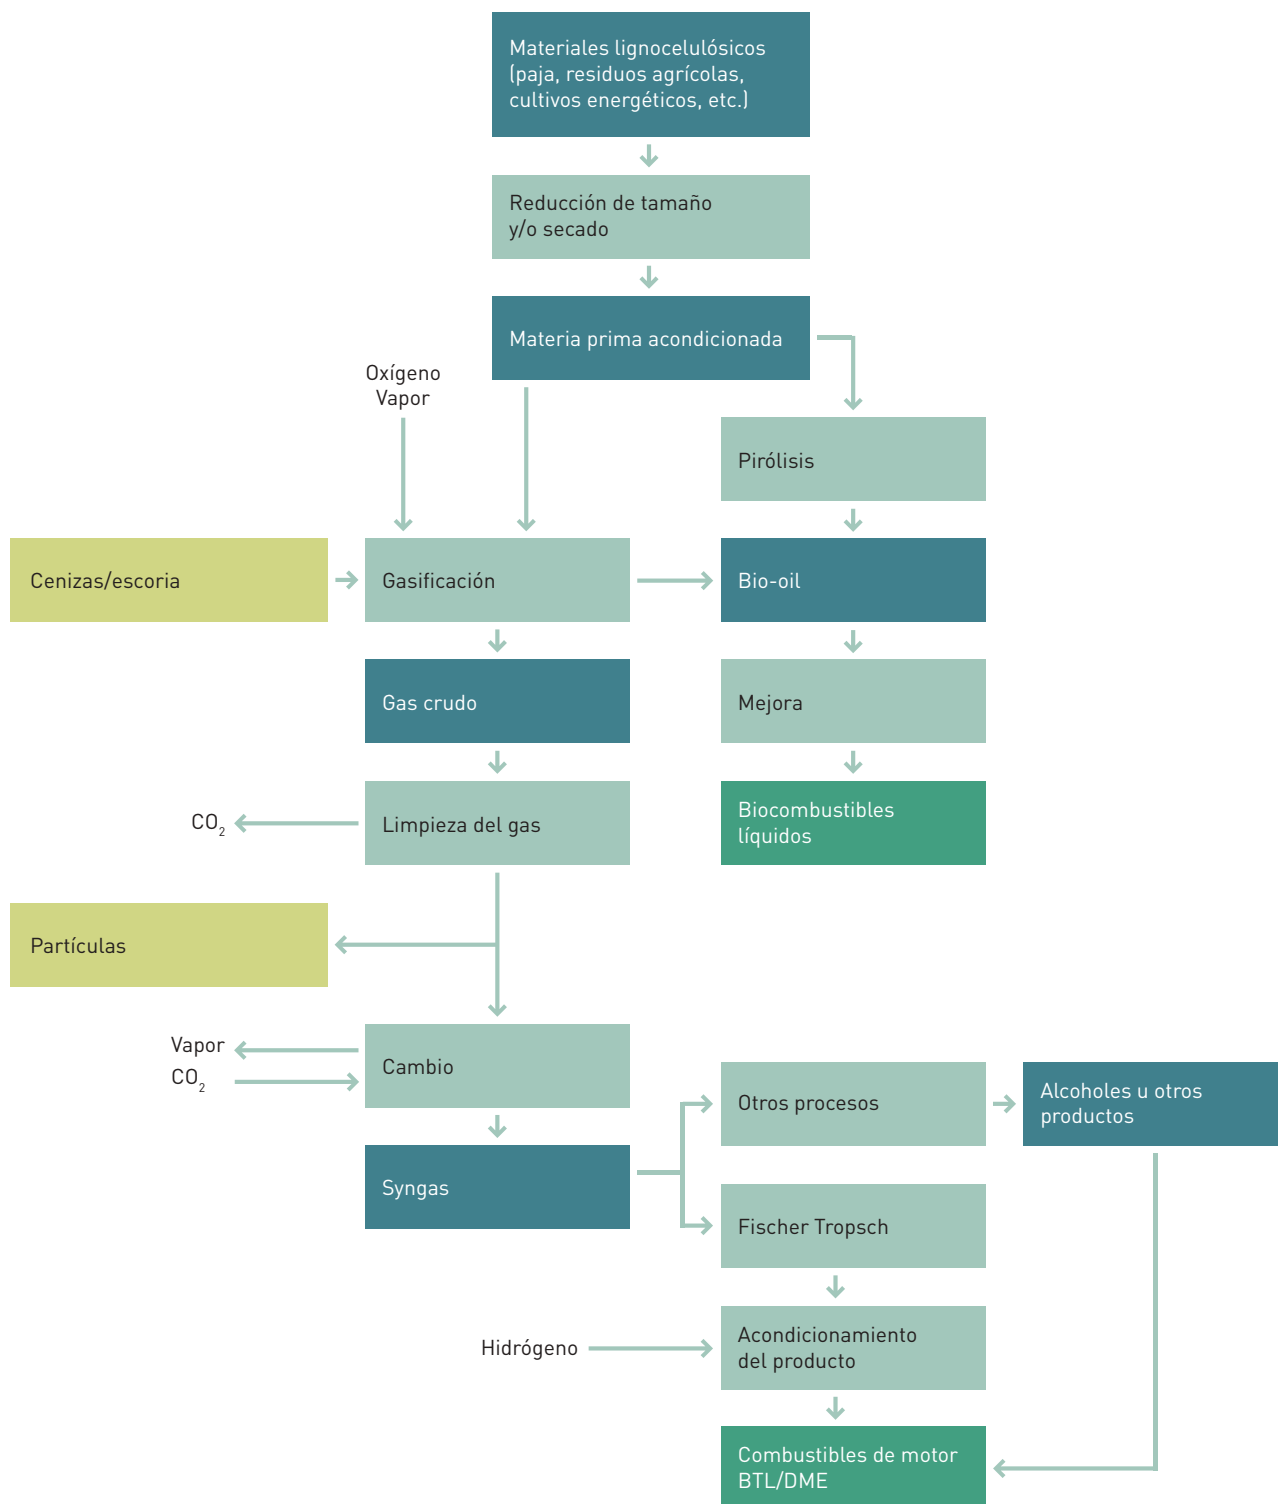 Materiales lignocelulósicos
(paja, residuos agrícolas,
cultivos energéticos, etc.)
Reducción de tamaño
y/o secado
Materia prima acondicionada
Oxígeno
Vapor
Pirólisis
Cenizas/escoria
Gasificación
Bio-oil
Gas crudo
Mejora
CO₂
Limpieza del gas
Biocombustibles
líquidos
Partículas
Vapor
CO₂
Cambio
Otros procesos
Alcoholes u otros
productos
Syngas
Fischer Tropsch
Hidrógeno
Acondicionamiento
del producto
Combustibles de motor
BTL/DME